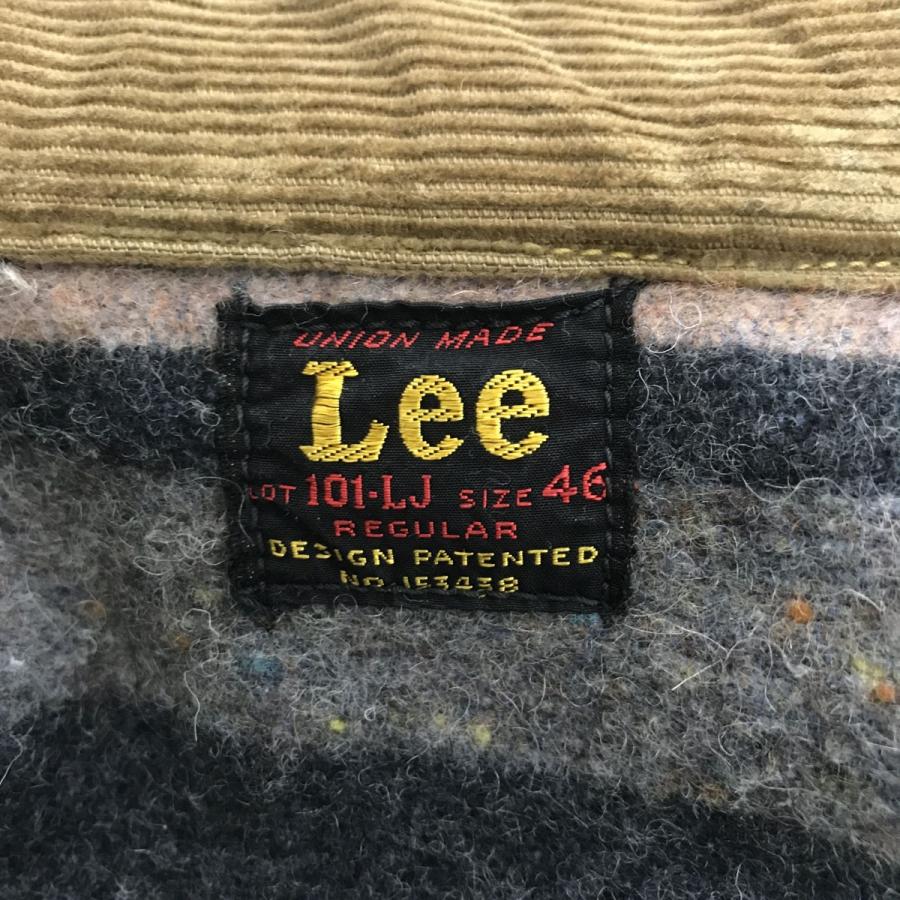 UNION MADE
Lee
LOT 101-LJ SIZE 46
REGULAR
DESIGN PATENTED
NO. 153438